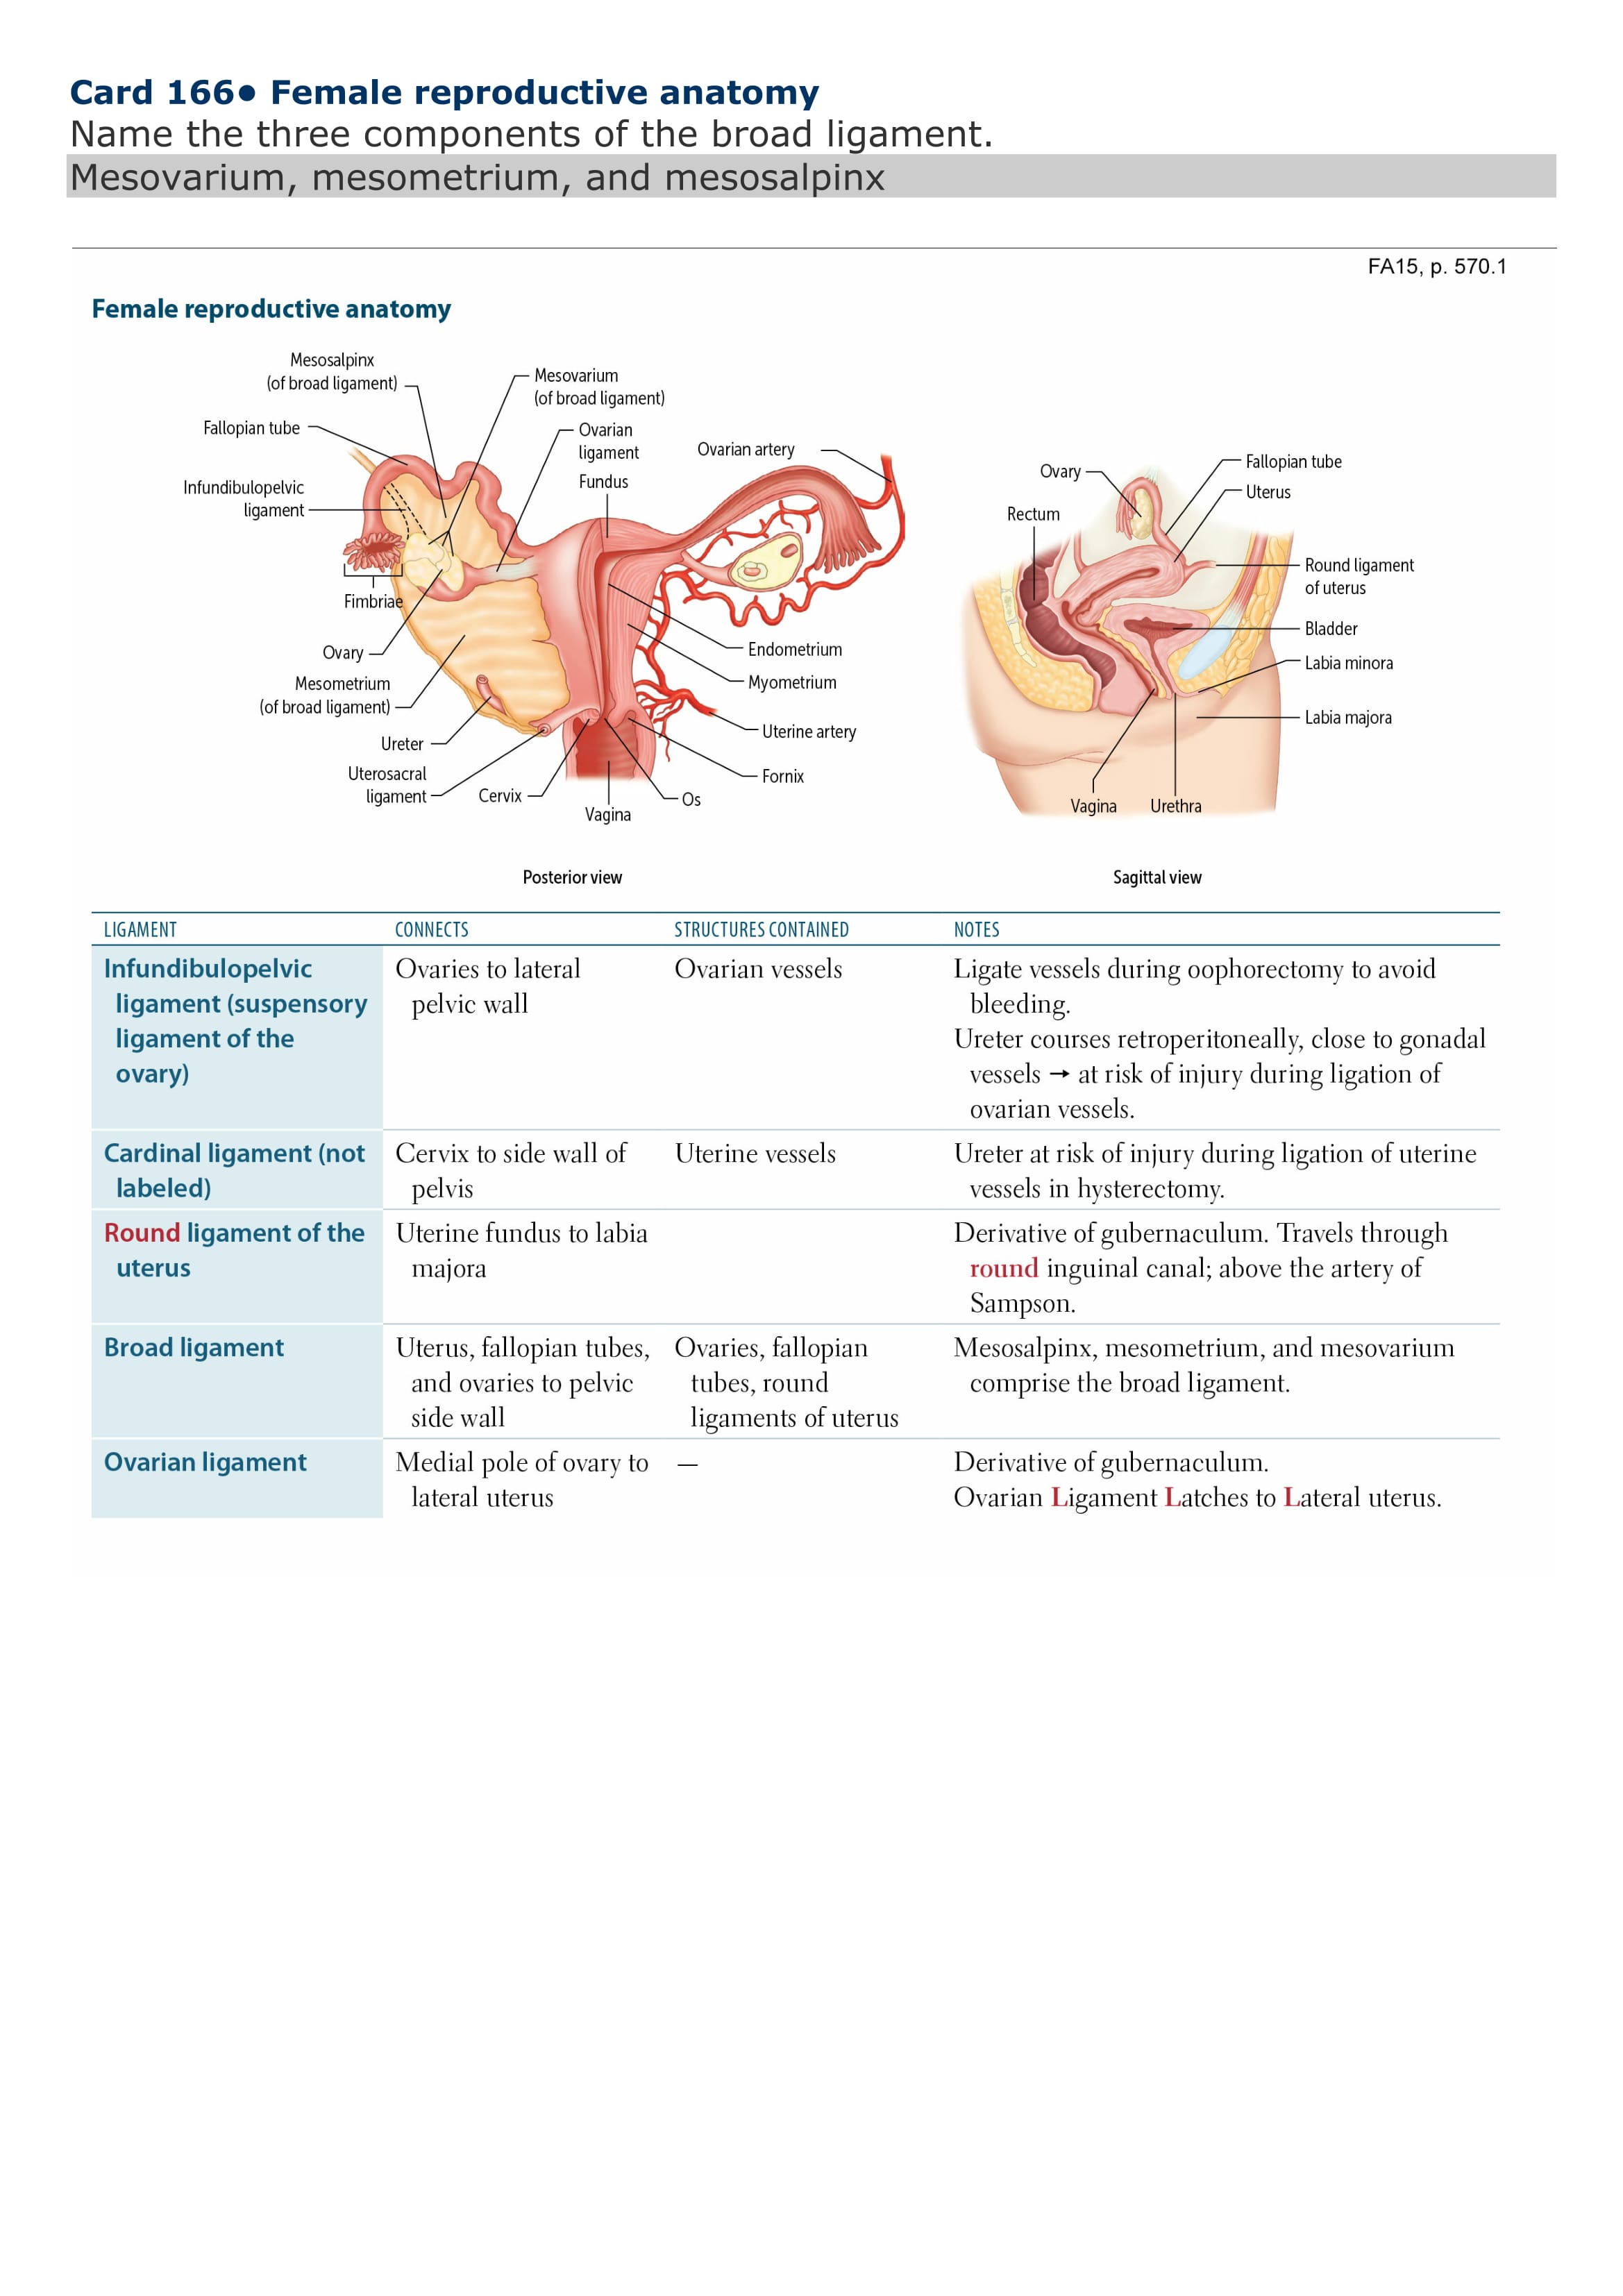 Card 166• Female reproductive anatomy
Name the three components of the broad ligament.
Mesovarium, mesometrium, and mesosalpinx
FA15, p. 570.1
Female reproductive anatomy
Mesosalpinx
(of broad ligament)
Mesovarium
(of broad ligament)
Fallopian tube
Ovarian
ligament
Fundus
Ovarian artery
Infundibulopelvic
ligament
Fimbriae
Ovary
Mesometrium
(of broad ligament)
Ureter
Uterosacral
ligament
Cervix
Vagina
Os
Endometrium
Myometrium
Uterine artery
Fornix
Posterior view
Ovary
Rectum
Fallopian tube
Uterus
Round ligament
of uterus
Bladder
Labia minora
Labia majora
Vagina
Urethra
Sagittal view
LIGAMENT CONNECTS STRUCTURES CONTAINED NOTES
Infundibulopelvic Ovaries to lateral Ovarian vessels Ligate vessels during oophorectomy to avoid
ligament (suspensory pelvic wall bleeding.
ligament of the Ureter courses retroperitoneally, close to gonadal
ovary) vessels → at risk of injury during ligation of
ovarian vessels.
Cardinal ligament (not Cervix to side wall of Uterine vessels Ureter at risk of injury during ligation of uterine
labeled) pelvis vessels in hysterectomy.
Round ligament of the Uterine fundus to labia Derivative of gubernaculum. Travels through
uterus majora round inguinal canal; above the artery of
Sampson.
Broad ligament Uterus, fallopian tubes, Ovaries, fallopian Mesosalpinx, mesometrium, and mesovarium
and ovaries to pelvic tubes, round comprise the broad ligament.
side wall ligaments of uterus
Ovarian ligament Medial pole of ovary to — Derivative of gubernaculum.
lateral uterus Ovarian Ligament Latches to Lateral uterus.